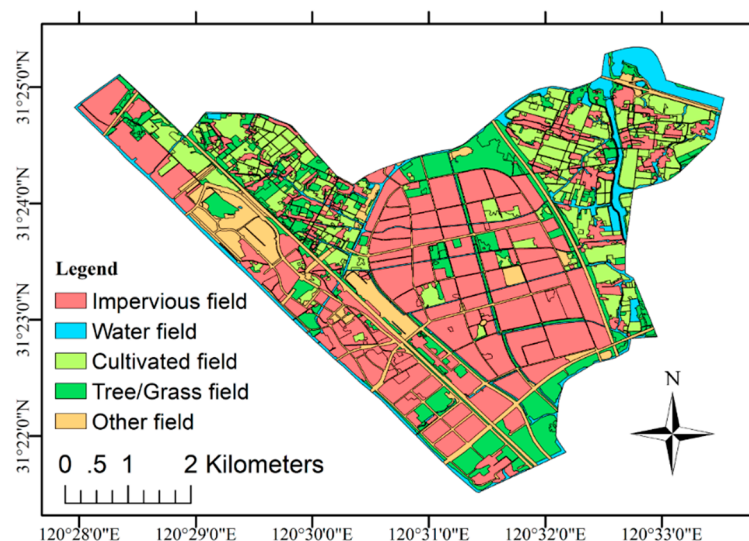 31°25'0"N
31°24'0"N
31°23'0"N
31°22'0"N
Legend
Impervious field
Water field
Cultivated field
Tree/Grass field
Other field
0 .5 1 2 Kilometers
N
120°28'0"E 120°29'0"E 120°30'0"E 120°31'0"E 120°32'0"E 120°33'0"E